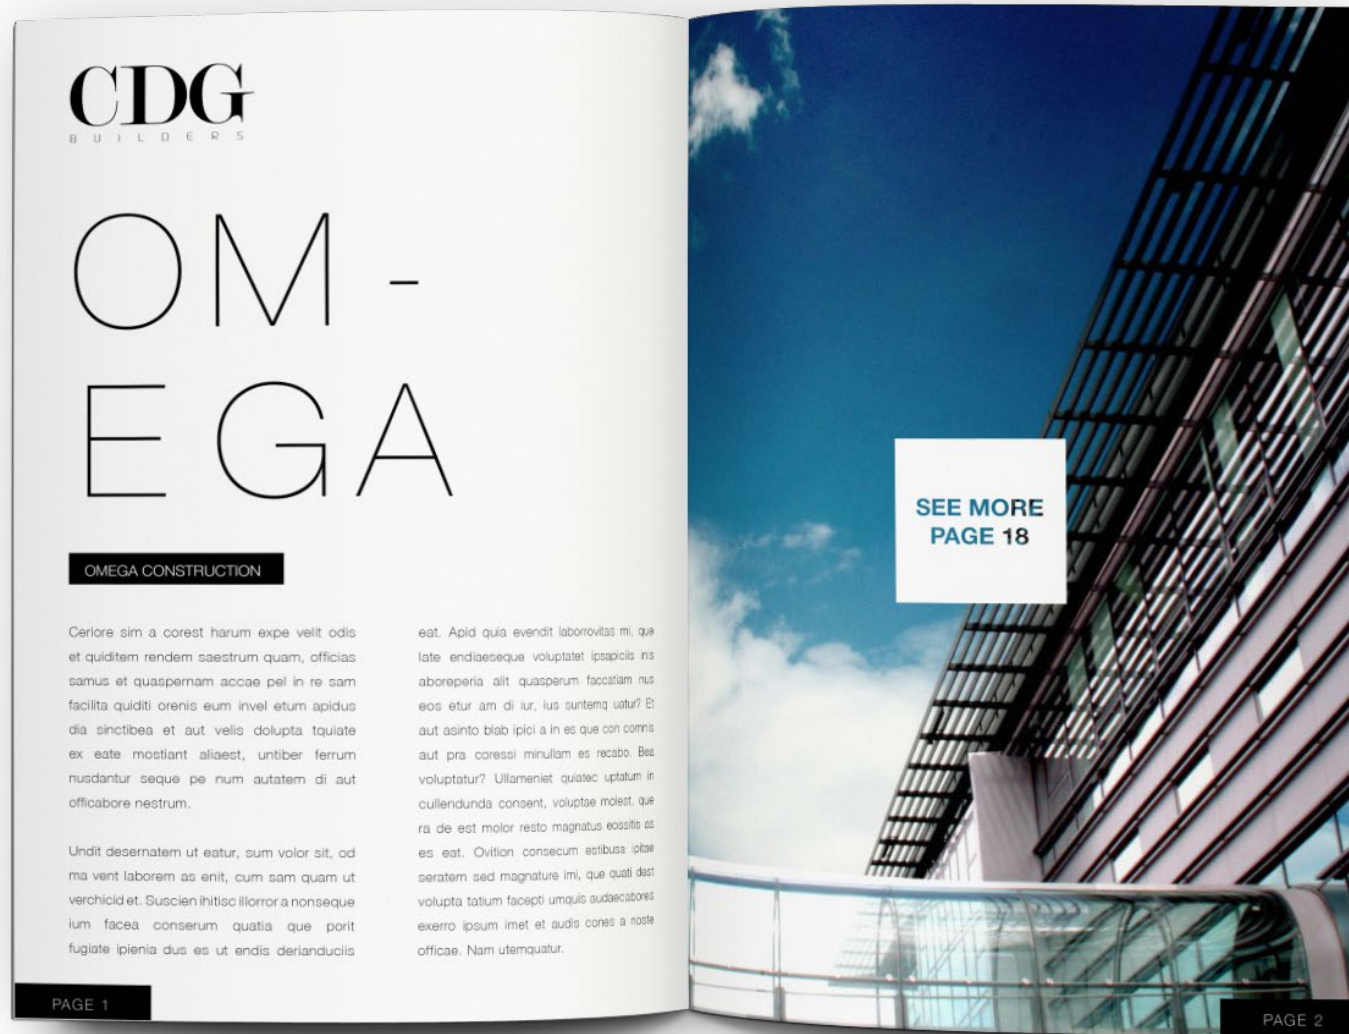 CDG
BUILDERS
OM-
EGA
OMEGA CONSTRUCTION
Ceriore sim a corest harum expe velit odis
et quiditem rendem saestrum quam, officias
samus et quaspernam accae pel in re sam
facilita quiditi orenis eum invel etum apidus
dia sinctibea et aut velis dolupta tquiate
ex eate mostiant aliaest, untiber ferrum
nusdantur seque pe num autatem di aut
officabore nestrum.
Undit desernatem ut eatur, sum volor sit, od
ma vent laborem as enit, cum sam quam ut
verchicid et. Suscien ihitisc illorror a nonseque
ium facea conserum quatia que porit
fugiate ipienia dus es ut endis derianduciis
eat. Apid quia evendit laborrovitas mi, que
late endiaeseque voluptatet ipsapiciis inis
aboreperia alit quasperum faccatiam nus
eos etur am di iur, ius suntemq uatur? Et
aut asinto blab ipici a in es que con comnis
aut pra coressi minullam es recabo. Bea
voluptatur? Ullameniet quiatec uptatum in
cullendunda consent, voluptae molest, que
ra de est molor resto magnatus eossitis as
es eat. Ovition consecum estibusa ipitae
seratem sed magnature imi, que quati dest
volupta tatium facepti umquis audaecabores
exerro ipsum imet et audis cones a noste
officae. Nam utemquatur.
PAGE 1
SEE MORE
PAGE 18
PAGE 2